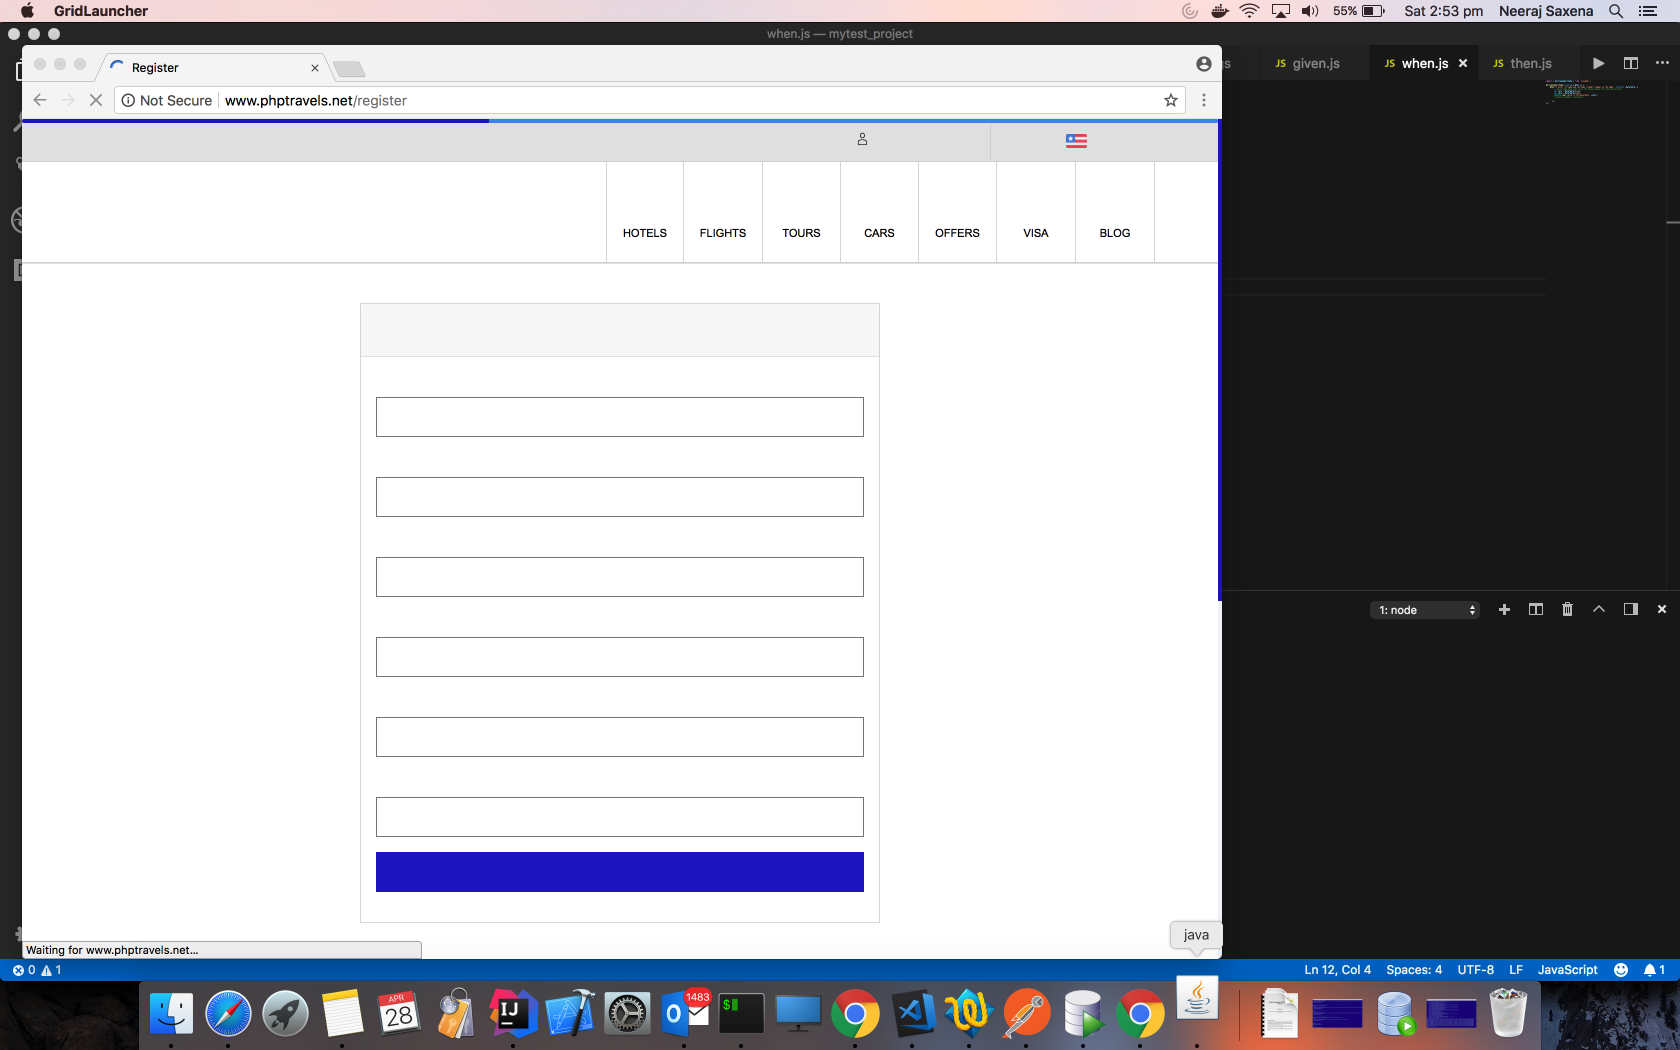 GridLauncher
55%
Sat 2:53 pm
Neeraj Saxena
when.js — mytest_project
Register
gs
JS given.js
JS when.js
JS then.js
Not Secure
www.phptravels.net/register
HOTELS
FLIGHTS
TOURS
CARS
OFFERS
VISA
BLOG
1: node
java
Waiting for www.phptravels.net...
0
1
Ln 12, Col 4
Spaces: 4
UTF-8
LF
JavaScript
1
APR
28
IJ
1483
$